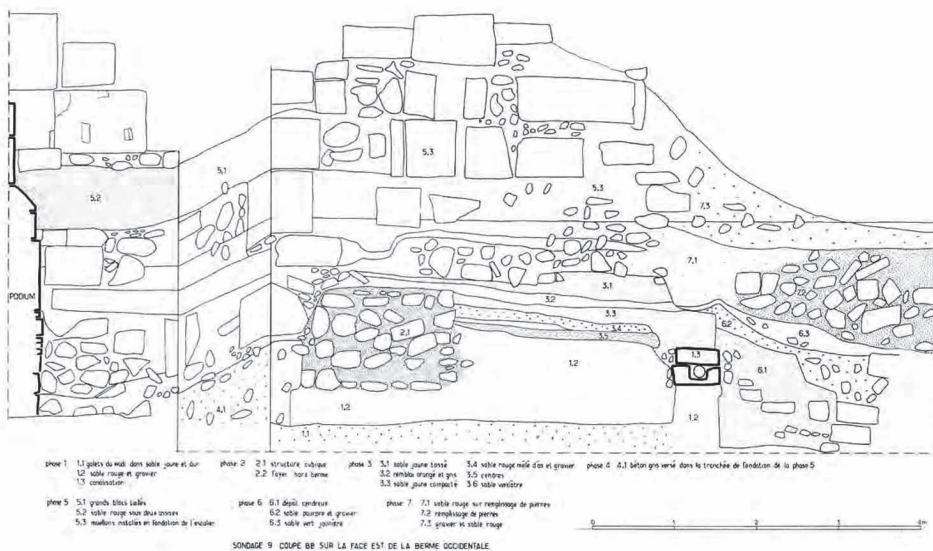 5.1
5.2
5.3
5.3
7.3
7.1
7.2
PODIUM
3.1
3.2
3.3
3.4
3.5
2.1
6.2
6.3
1.3
6.1
1.2
1.2
1.2
4.1
1.1
phase 1 1.1 galets du wadi dans sable jaune et dur
1.2 sable rouge et gravier
1.3 canalisation
phase 2 2.1 structure cubique
2.2 foyer hors berme
phase 3 3.1 sable jaune tassé
3.2 remblai orangé et gris
3.3 sable jaune compacté
3.4 sable rouge mêlé d'os et gravier
3.5 cendres
3.6 sable verdâtre
phase 4 4.1 béton gris versé dans la tranchée de fondation de la phase 5
phase 5 5.1 grands blocs taillés
5.2 sable rouge sous deux assises
5.3 moellons installés en fondation de l'escalier
phase 6 6.1 dépôt cendreux
6.2 sable pourpre et gravier
6.3 sable vert jaunâtre
phase 7 7.1 sable rouge sur remplissage de pierres
7.2 remplissage de pierres
7.3 gravier et sable rouge
0 1 2 3 4m
SONDAGE 9 COUPE BB SUR LA FACE EST DE LA BERME OCCIDENTALE